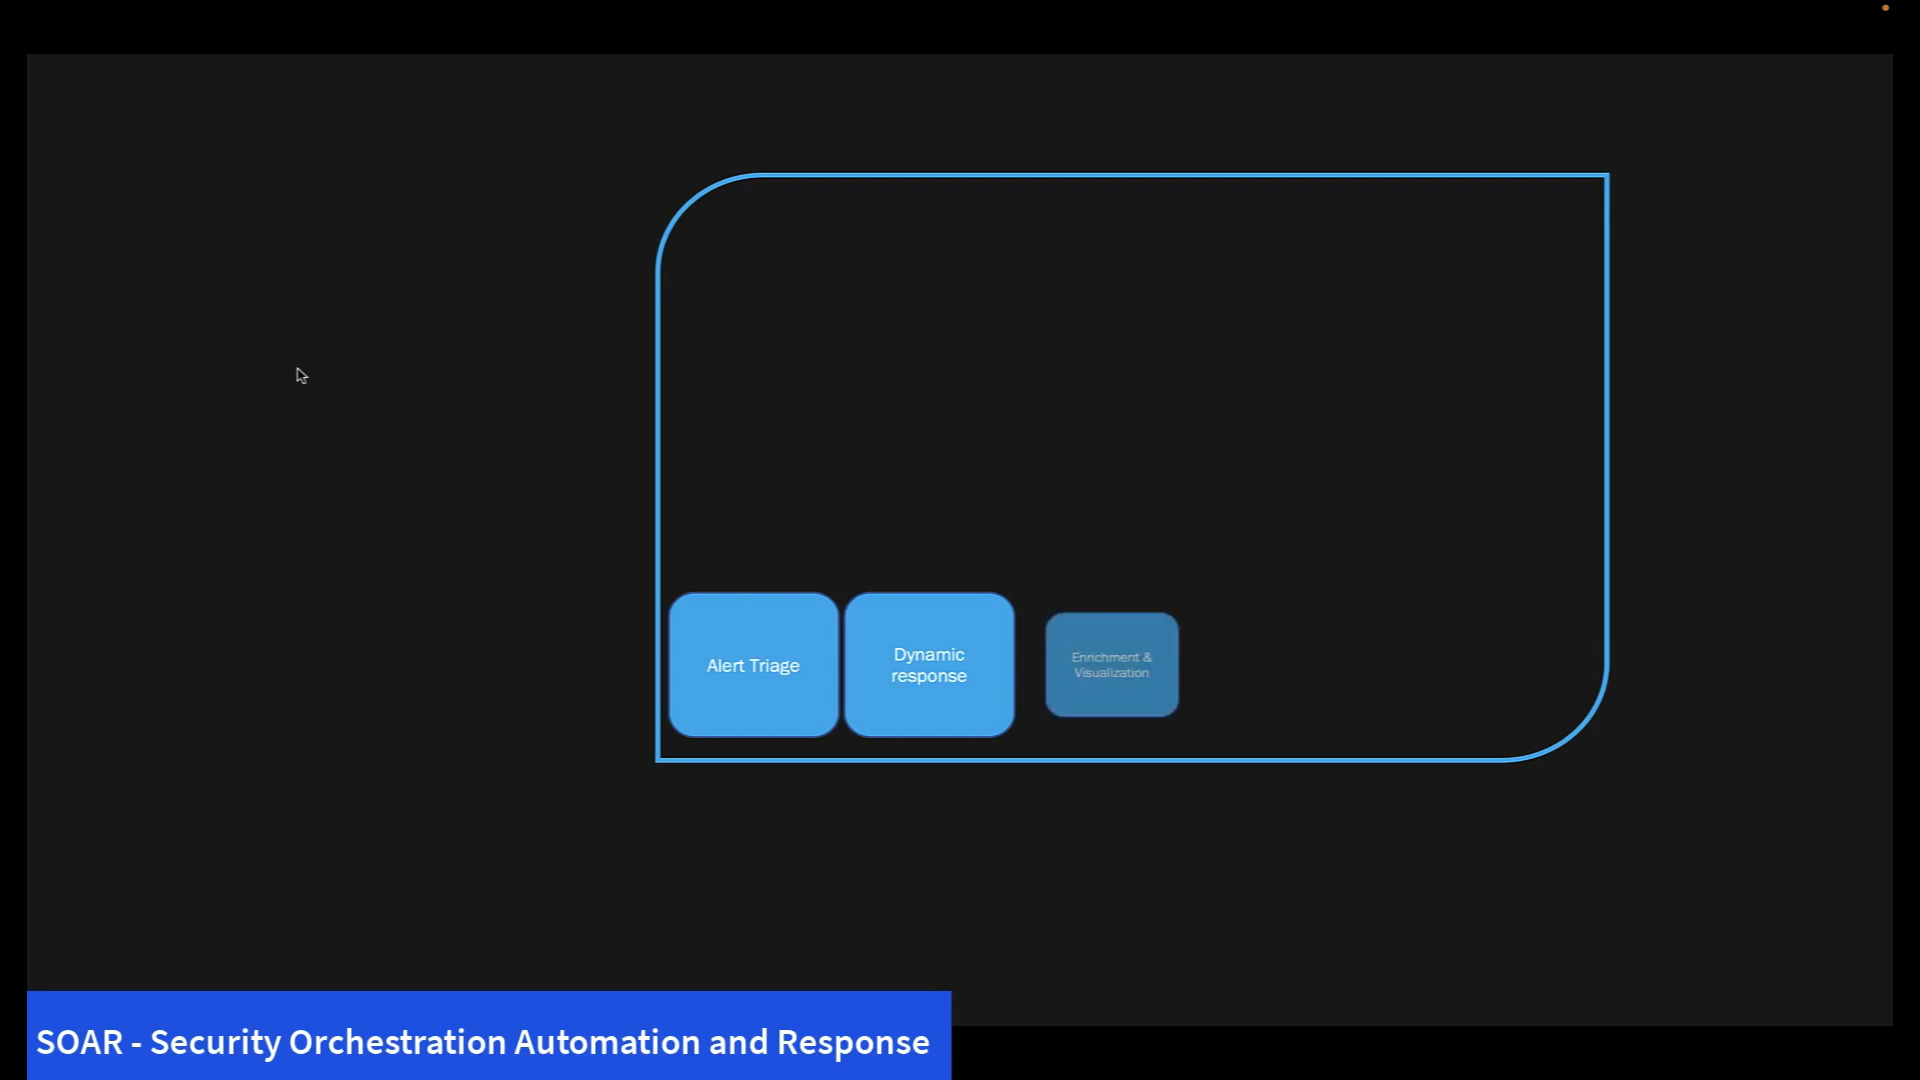 Alert Triage
Dynamic
response
Enrichment &
Visualization
SOAR - Security Orchestration Automation and Response